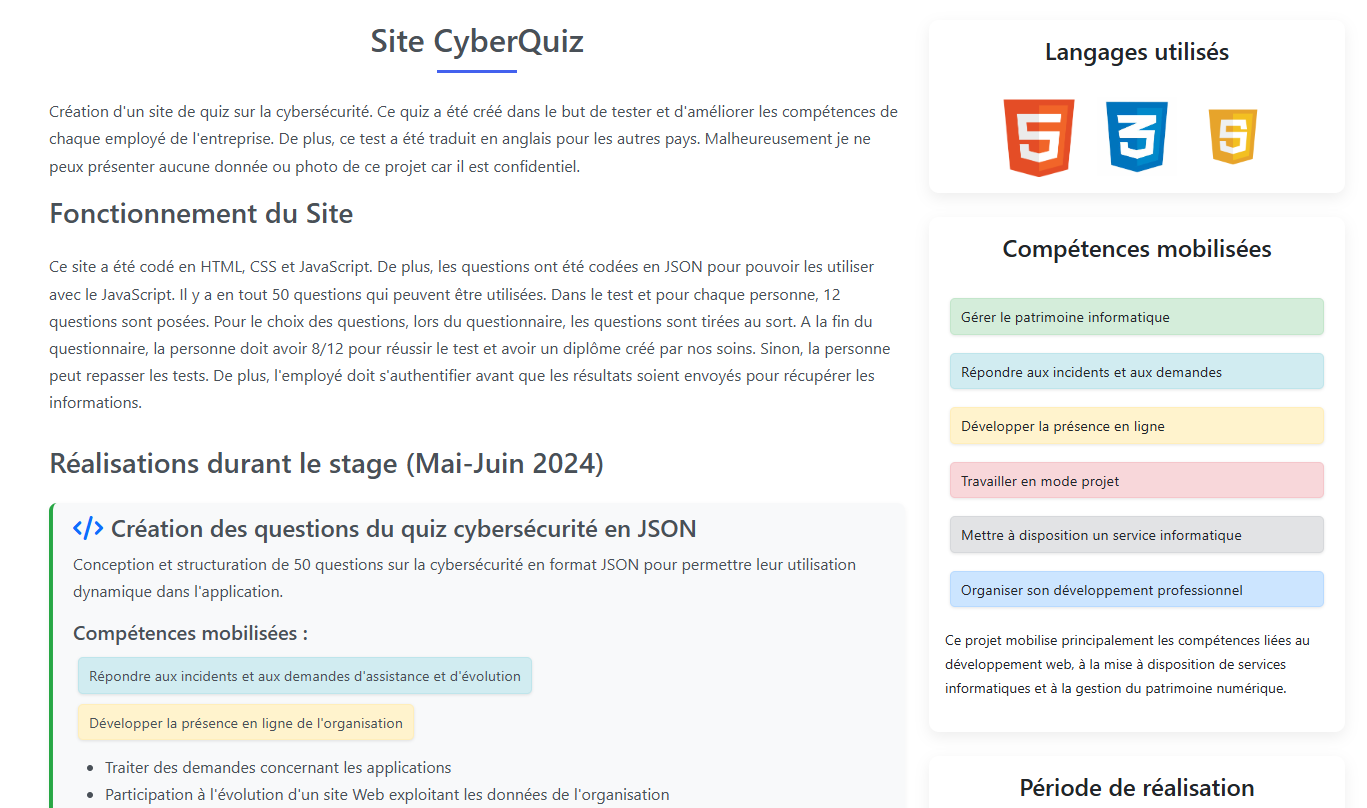 Site CyberQuiz
Création d'un site de quiz sur la cybersécurité. Ce quiz a été créé dans le but de tester et d'améliorer les compétences de
chaque employé de l'entreprise. De plus, ce test a été traduit en anglais pour les autres pays. Malheureusement je ne
peux présenter aucune donnée ou photo de ce projet car il est confidentiel.
Fonctionnement du Site
Ce site a été codé en HTML, CSS et JavaScript. De plus, les questions ont été codées en JSON pour pouvoir les utiliser
avec le JavaScript. Il y a en tout 50 questions qui peuvent être utilisées. Dans le test et pour chaque personne, 12
questions sont posées. Pour le choix des questions, lors du questionnaire, les questions sont tirées au sort. A la fin du
questionnaire, la personne doit avoir 8/12 pour réussir le test et avoir un diplôme créé par nos soins. Sinon, la personne
peut repasser les tests. De plus, l'employé doit s'authentifier avant que les résultats soient envoyés pour récupérer les
informations.
Réalisations durant le stage (Mai-Juin 2024)
</> Création des questions du quiz cybersécurité en JSON
Conception et structuration de 50 questions sur la cybersécurité en format JSON pour permettre leur utilisation
dynamique dans l'application.
Compétences mobilisées :
Répondre aux incidents et aux demandes d'assistance et d'évolution
Développer la présence en ligne de l'organisation
• Traiter des demandes concernant les applications
• Participation à l'évolution d'un site Web exploitant les données de l'organisation
Langages utilisés
5 3 5
Compétences mobilisées
Gérer le patrimoine informatique
Répondre aux incidents et aux demandes
Développer la présence en ligne
Travailler en mode projet
Mettre à disposition un service informatique
Organiser son développement professionnel
Ce projet mobilise principalement les compétences liées au
développement web, à la mise à disposition de services
informatiques et à la gestion du patrimoine numérique.
Période de réalisation